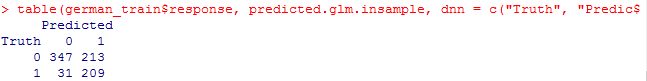 > table(german_train$response, predicted.glm.insample, dnn = c("Truth", "Predic$
Predicted
Truth 0 1
0 347 213
1 31 209